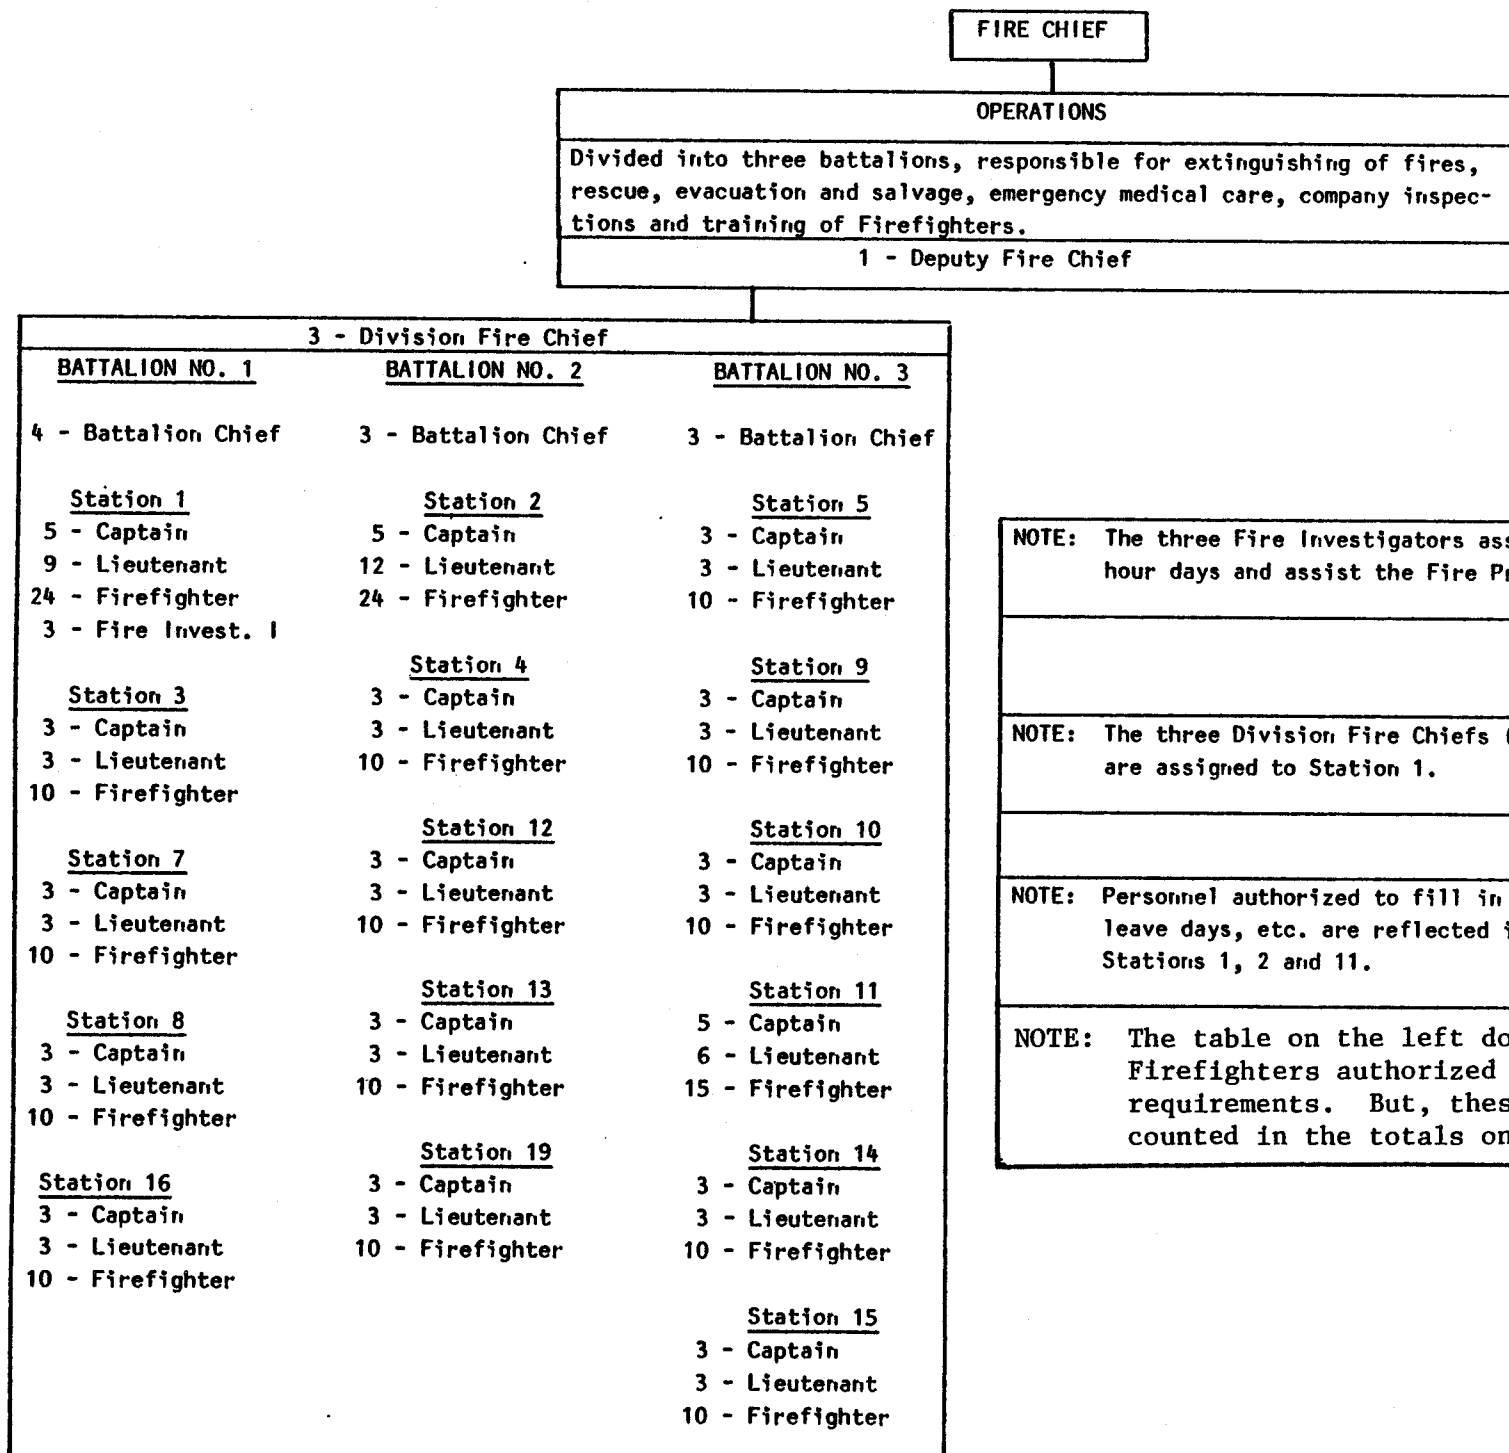 FIRE CHIEF
OPERATIONS
Divided into three battalions, responsible for extinguishing of fires,
rescue, evacuation and salvage, emergency medical care, company inspec-
tions and training of Firefighters.
1 - Deputy Fire Chief
3 - Division Fire Chief
BATTALION NO. 1
4 - Battalion Chief
Station 1
5 - Captain
9 - Lieutenant
24 - Firefighter
3 - Fire Invest. I
Station 3
3 - Captain
3 - Lieutenant
10 - Firefighter
Station 7
3 - Captain
3 - Lieutenant
10 - Firefighter
Station 8
3 - Captain
3 - Lieutenant
10 - Firefighter
Station 16
3 - Captain
3 - Lieutenant
10 - Firefighter
BATTALION NO. 2
3 - Battalion Chief
Station 2
5 - Captain
12 - Lieutenant
24 - Firefighter
Station 4
3 - Captain
3 - Lieutenant
10 - Firefighter
Station 12
3 - Captain
3 - Lieutenant
10 - Firefighter
Station 13
3 - Captain
3 - Lieutenant
10 - Firefighter
Station 19
3 - Captain
3 - Lieutenant
10 - Firefighter
BATTALION NO. 3
3 - Battalion Chief
Station 5
3 - Captain
3 - Lieutenant
10 - Firefighter
Station 9
3 - Captain
3 - Lieutenant
10 - Firefighter
Station 10
3 - Captain
3 - Lieutenant
10 - Firefighter
Station 11
5 - Captain
6 - Lieutenant
15 - Firefighter
Station 14
3 - Captain
3 - Lieutenant
10 - Firefighter
Station 15
3 - Captain
3 - Lieutenant
10 - Firefighter
NOTE: The three Fire Investigators
hour days and assist the Fire
NOTE: The three Division Fire Chiefs (
are assigned to Station 1.
NOTE: Personnel authorized to fill in
leave days, etc. are reflected
Stations 1, 2 and 11.
NOTE: The table on the left
Firefighters authorized
requirements. But,
counted in the totals